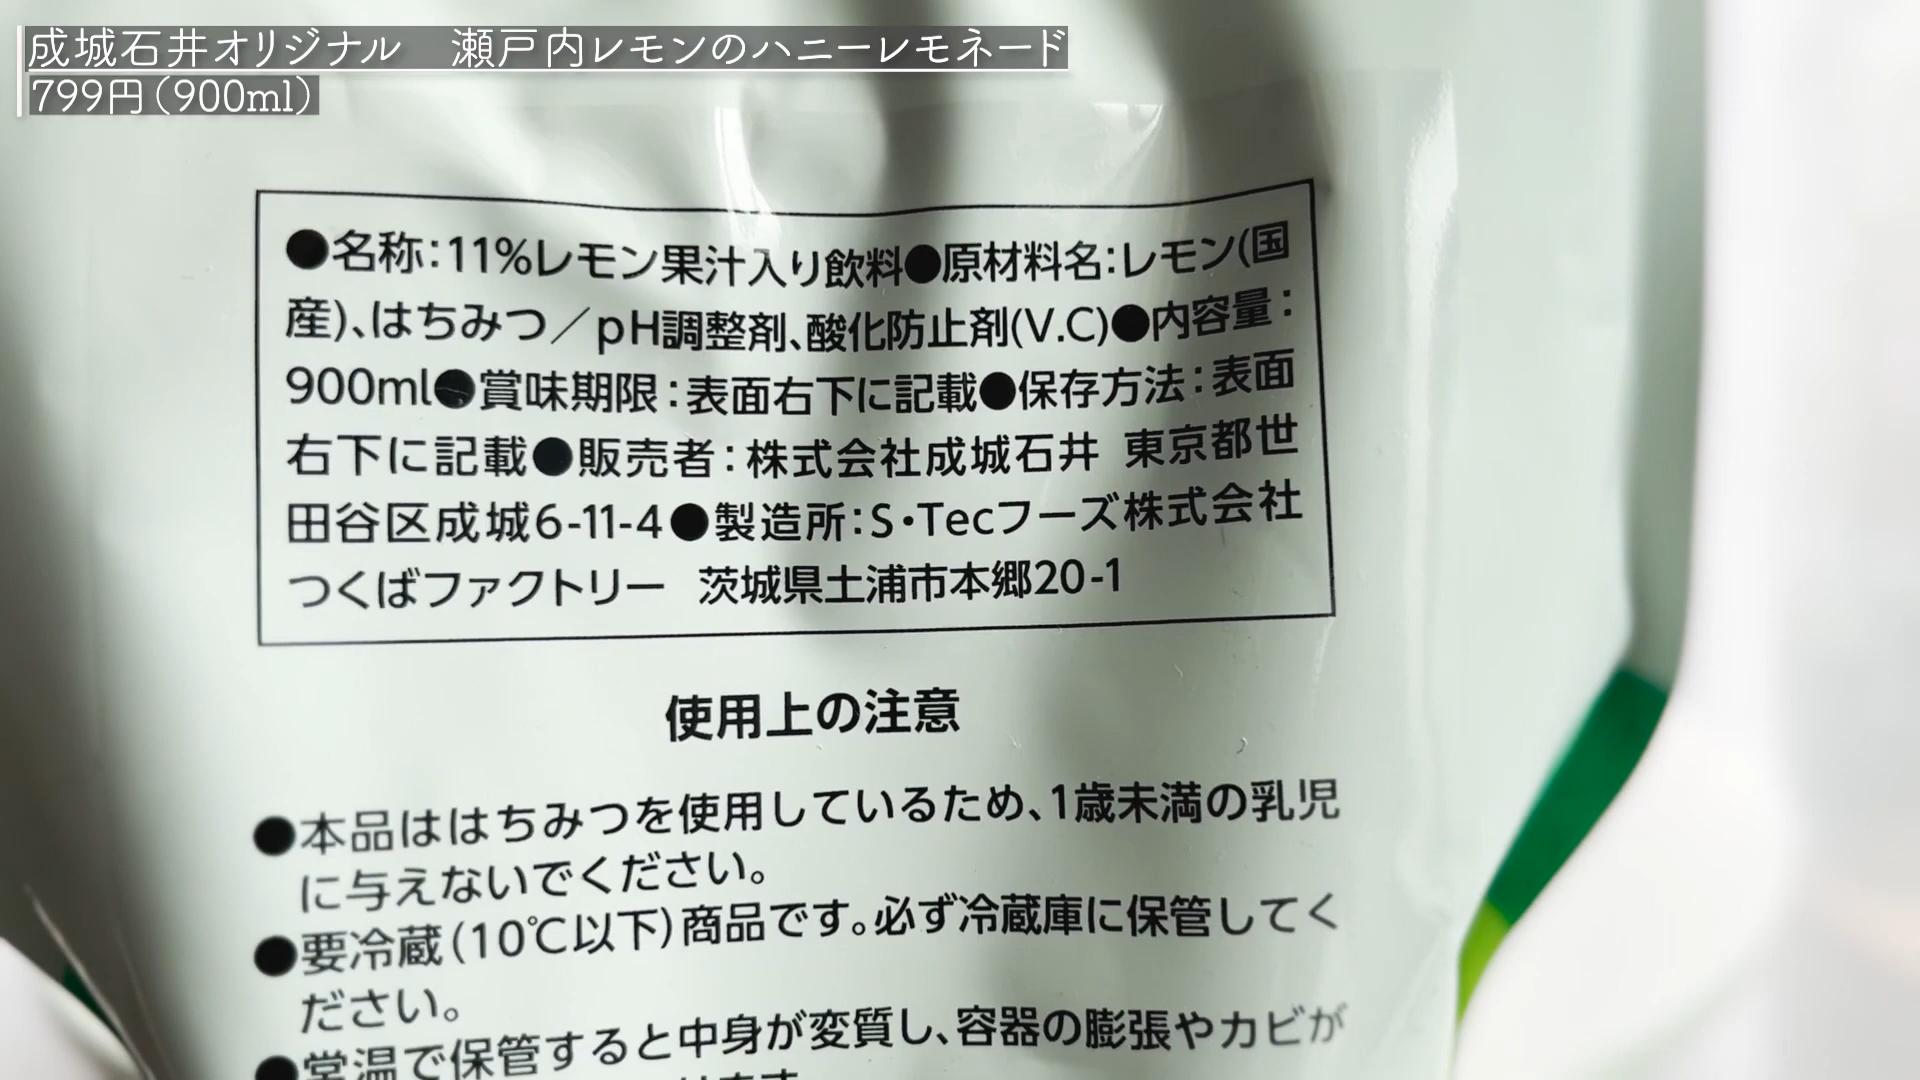 成城石井オリジナル　瀬戸内レモンのハニーレモネード
799円（900ml）
●名称：11%レモン果汁入り飲料●原材料名：レモン(国
産)、はちみつ／pH調整剤、酸化防止剤(V.C)●内容量：
900ml●賞味期限：表面右下に記載●保存方法：表面
右下に記載●販売者：株式会社成城石井 東京都世
田谷区成城6-11-4●製造所：S・Tecフーズ株式会社
つくばファクトリー 茨城県土浦市本郷20-1
使用上の注意
●本品ははちみつを使用しているため、1歳未満の乳児
に与えないでください。
●要冷蔵(10℃以下)商品です。必ず冷蔵庫に保管してく
ださい。
●常温で保管すると中身が変質し、容器の膨張やカビが